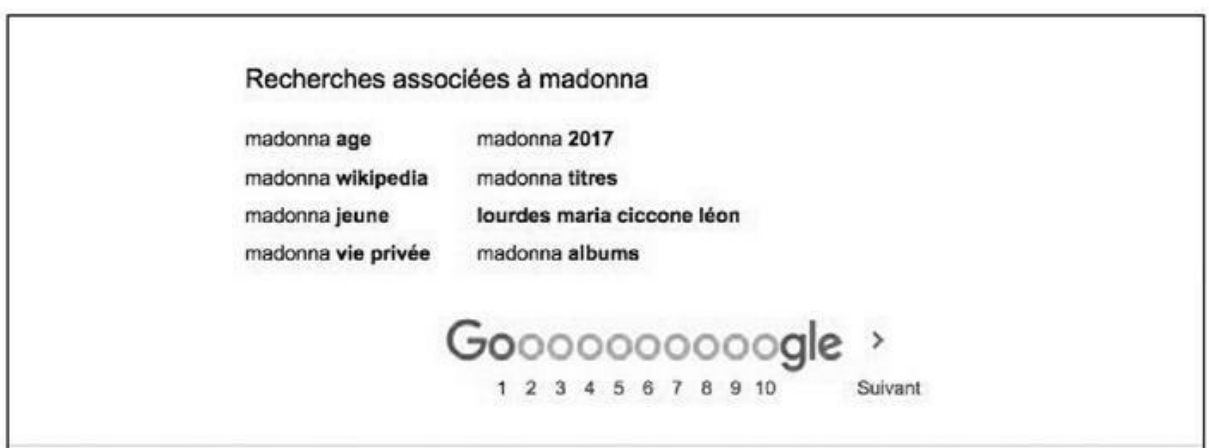 Recherches associées à madonna
madonna age madonna 2017
madonna wikipedia madonna titres
madonna jeune lourdes maria ciccone léon
madonna vie privée madonna albums
Goooooooooogle >
1 2 3 4 5 6 7 8 9 10 Suivant